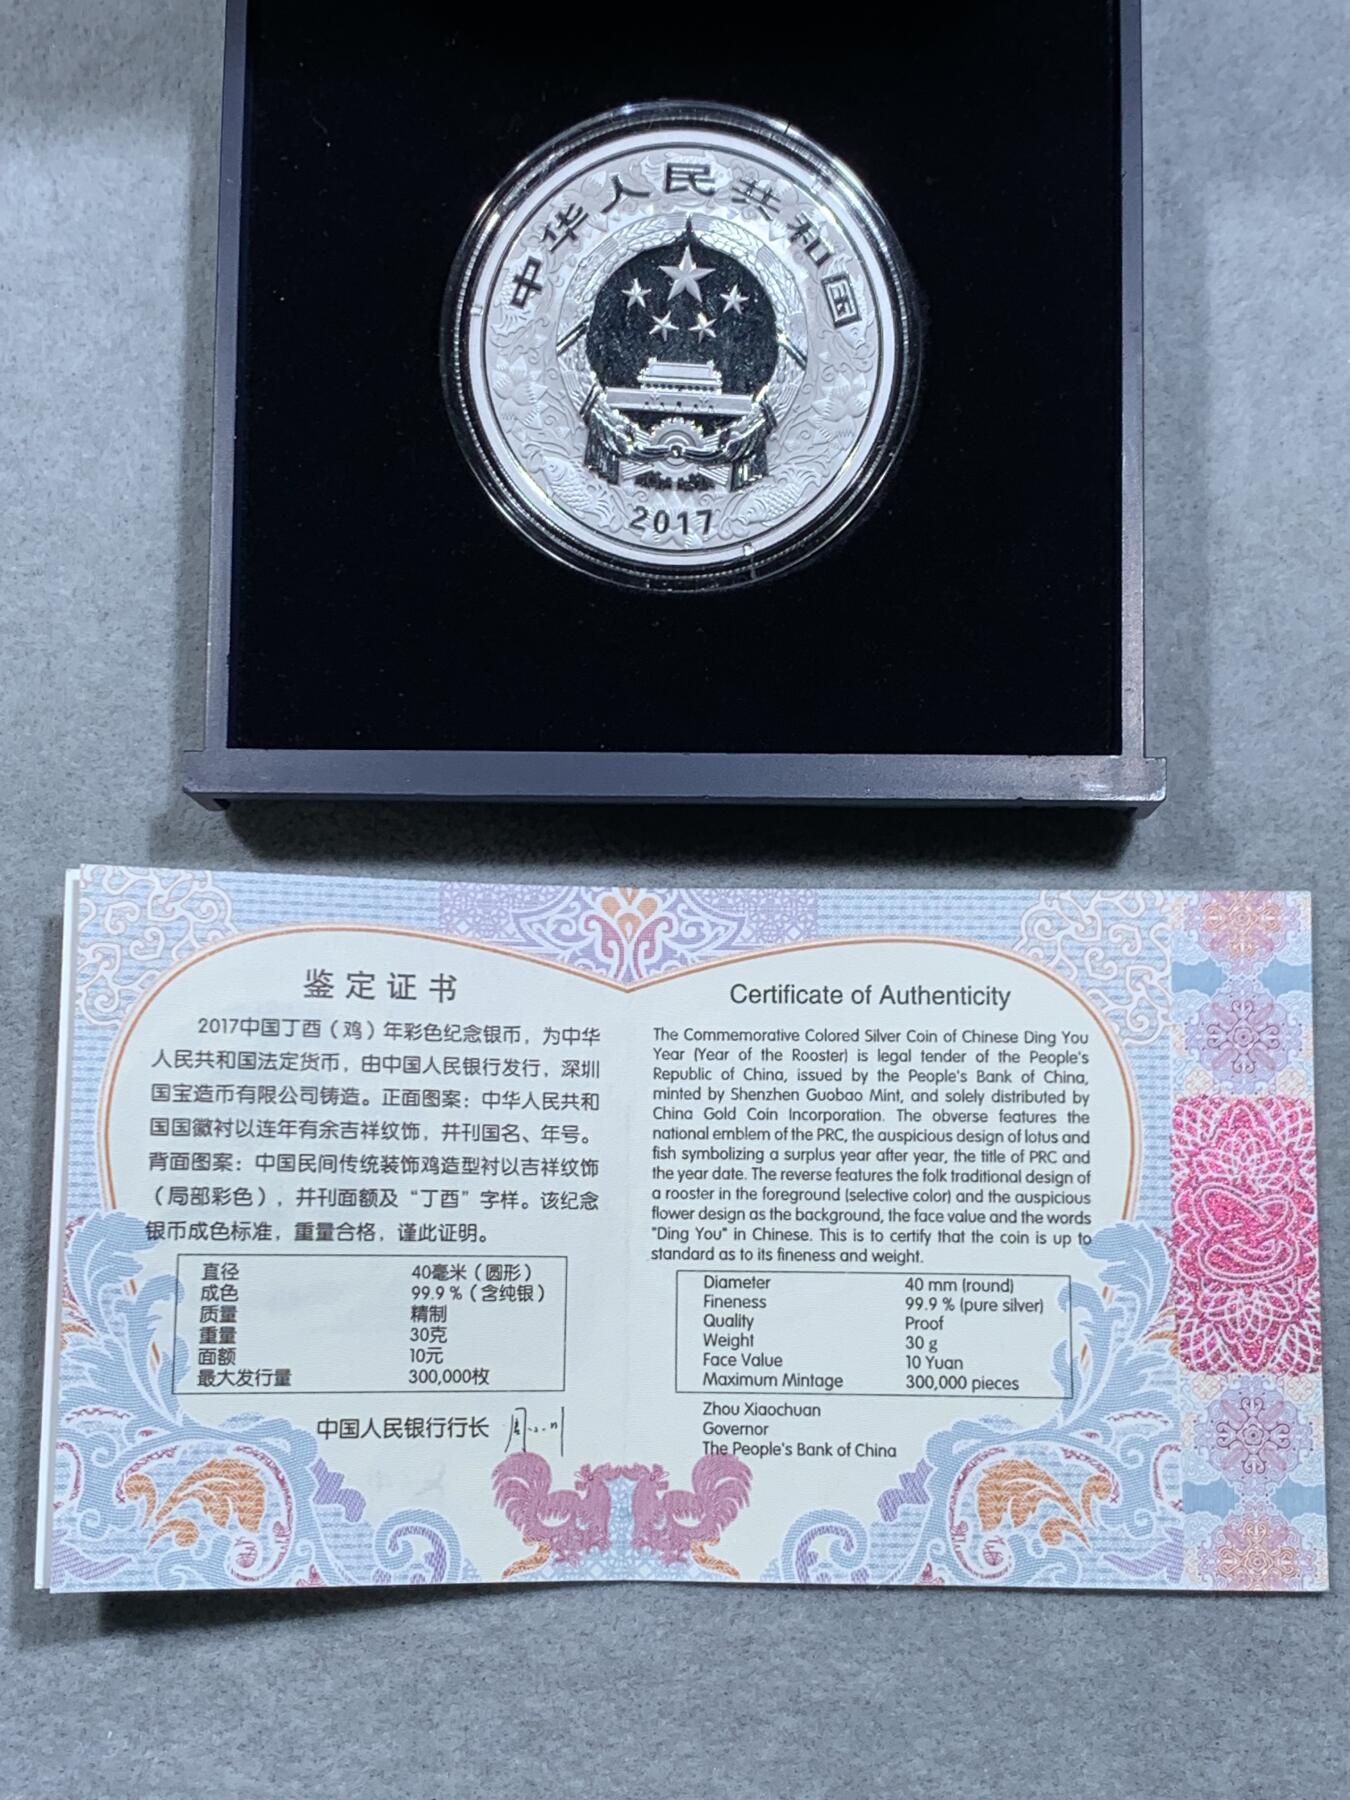 中华人民共和国
2017
鉴定证书
2017中国丁酉（鸡）年彩色纪念银币，为中华
人民共和国法定货币，由中国人民银行发行，深圳
国宝造币有限公司铸造。正面图案：中华人民共和
国国徽衬以连年有余吉祥纹饰，并刊国名、年号。
背面图案：中国民间传统装饰鸡造型衬以吉祥纹饰
（局部彩色），并刊面额及“丁酉”字样。该纪念
银币成色标准，重量合格，谨此证明。
直径 40毫米（圆形）
成色 99.9％（含纯银）
质量 精制
重量 30克
面额 10元
最大发行量 300,000枚
中国人民银行行长
Certificate of Authenticity
The Commemorative Colored Silver Coin of Chinese Ding You
Year (Year of the Rooster) is legal tender of the People's
Republic of China, issued by the People's Bank of China,
minted by Shenzhen Guobao Mint, and solely distributed by
China Gold Coin Incorporation. The obverse features the
national emblem of the PRC, the auspicious design of lotus and
fish symbolizing a surplus year after year, the title of PRC and
the year date. The reverse features the folk traditional design of
a rooster in the foreground (selective color) and the auspicious
flower design as the background, the face value and the words
"Ding You" in Chinese. This is to certify that the coin is up to
standard as to its fineness and weight.
Diameter 40 mm (round)
Fineness 99.9 % (pure silver)
Quality Proof
Weight 30 g
Face Value 10 Yuan
Maximum Mintage 300,000 pieces
Zhou Xiaochuan
Governor
The People's Bank of China